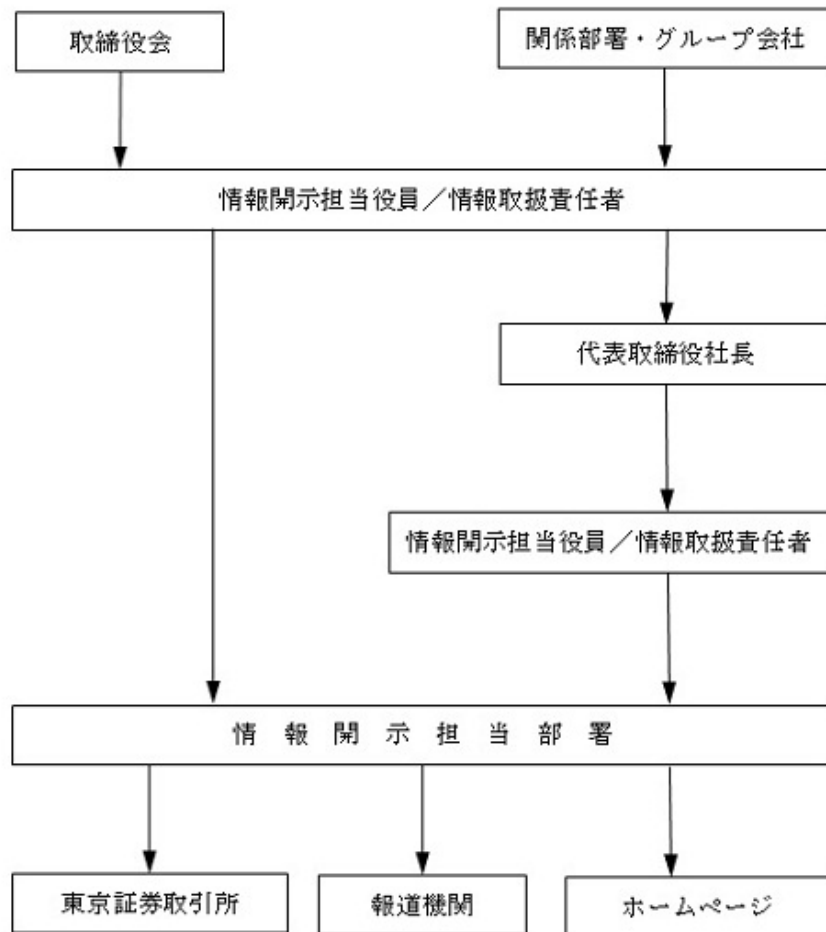 取締役会
関係部署・グループ会社
情報開示担当役員／情報取扱責任者
代表取締役社長
情報開示担当役員／情報取扱責任者
情報開示担当部署
東京証券取引所
報道機関
ホームページ